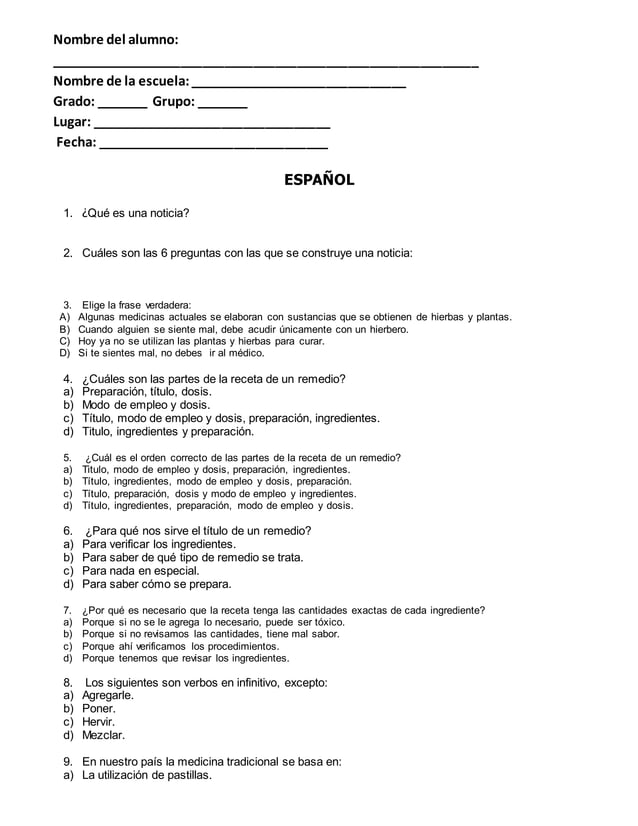 Nombre del alumno:
_______________________________________________
Nombre de la escuela: ______________________________
Grado: _______ Grupo: _______
Lugar: _________________________________
Fecha: ________________________________
ESPAÑOL
1. ¿Qué es una noticia?
2. Cuáles son las 6 preguntas con las que se construye una noticia:
3. Elige la frase verdadera:
A) Algunas medicinas actuales se elaboran con sustancias que se obtienen de hierbas y plantas.
B) Cuando alguien se siente mal, debe acudir únicamente con un hierbero.
C) Hoy ya no se utilizan las plantas y hierbas para curar.
D) Si te sientes mal, no debes ir al médico.
4. ¿Cuáles son las partes de la receta de un remedio?
a) Preparación, título, dosis.
b) Modo de empleo y dosis.
c) Título, modo de empleo y dosis, preparación, ingredientes.
d) Titulo, ingredientes y preparación.
5. ¿Cuál es el orden correcto de las partes de la receta de un remedio?
a) Titulo, modo de empleo y dosis, preparación, ingredientes.
b) Título, ingredientes, modo de empleo y dosis, preparación.
c) Título, preparación, dosis y modo de empleo y ingredientes.
d) Título, ingredientes, preparación, modo de empleo y dosis.
6. ¿Para qué nos sirve el título de un remedio?
a) Para verificar los ingredientes.
b) Para saber de qué tipo de remedio se trata.
c) Para nada en especial.
d) Para saber cómo se prepara.
7. ¿Por qué es necesario que la receta tenga las cantidades exactas de cada ingrediente?
a) Porque si no se le agrega lo necesario, puede ser tóxico.
b) Porque si no revisamos las cantidades, tiene mal sabor.
c) Porque ahí verificamos los procedimientos.
d) Porque tenemos que revisar los ingredientes.
8. Los siguientes son verbos en infinitivo, excepto:
a) Agregarle.
b) Poner.
c) Hervir.
d) Mezclar.
9. En nuestro país la medicina tradicional se basa en:
a) La utilización de pastillas.